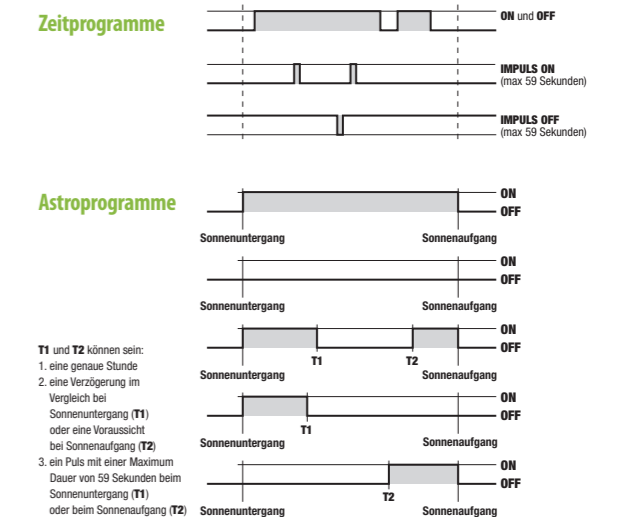 Zeitprogramme
ON und OFF
IMPULS ON
(max 59 Sekunden)
IMPULS OFF
(max 59 Sekunden)
Astroprogramme
ON
OFF
Sonnenuntergang Sonnenaufgang
ON
OFF
Sonnenuntergang Sonnenaufgang
ON
OFF
T1 T2
Sonnenuntergang Sonnenaufgang
ON
OFF
T1
Sonnenuntergang Sonnenaufgang
ON
OFF
T2
Sonnenuntergang Sonnenaufgang
T1 und T2 können sein:
1. eine genaue Stunde
2. eine Verzögerung im
Vergleich bei
Sonnenuntergang (T1)
oder eine Voraussicht
bei Sonnenaufgang (T2)
3. ein Puls mit einer Maximum
Dauer von 59 Sekunden beim
Sonnenuntergang (T1)
oder beim Sonnenaufgang (T2)